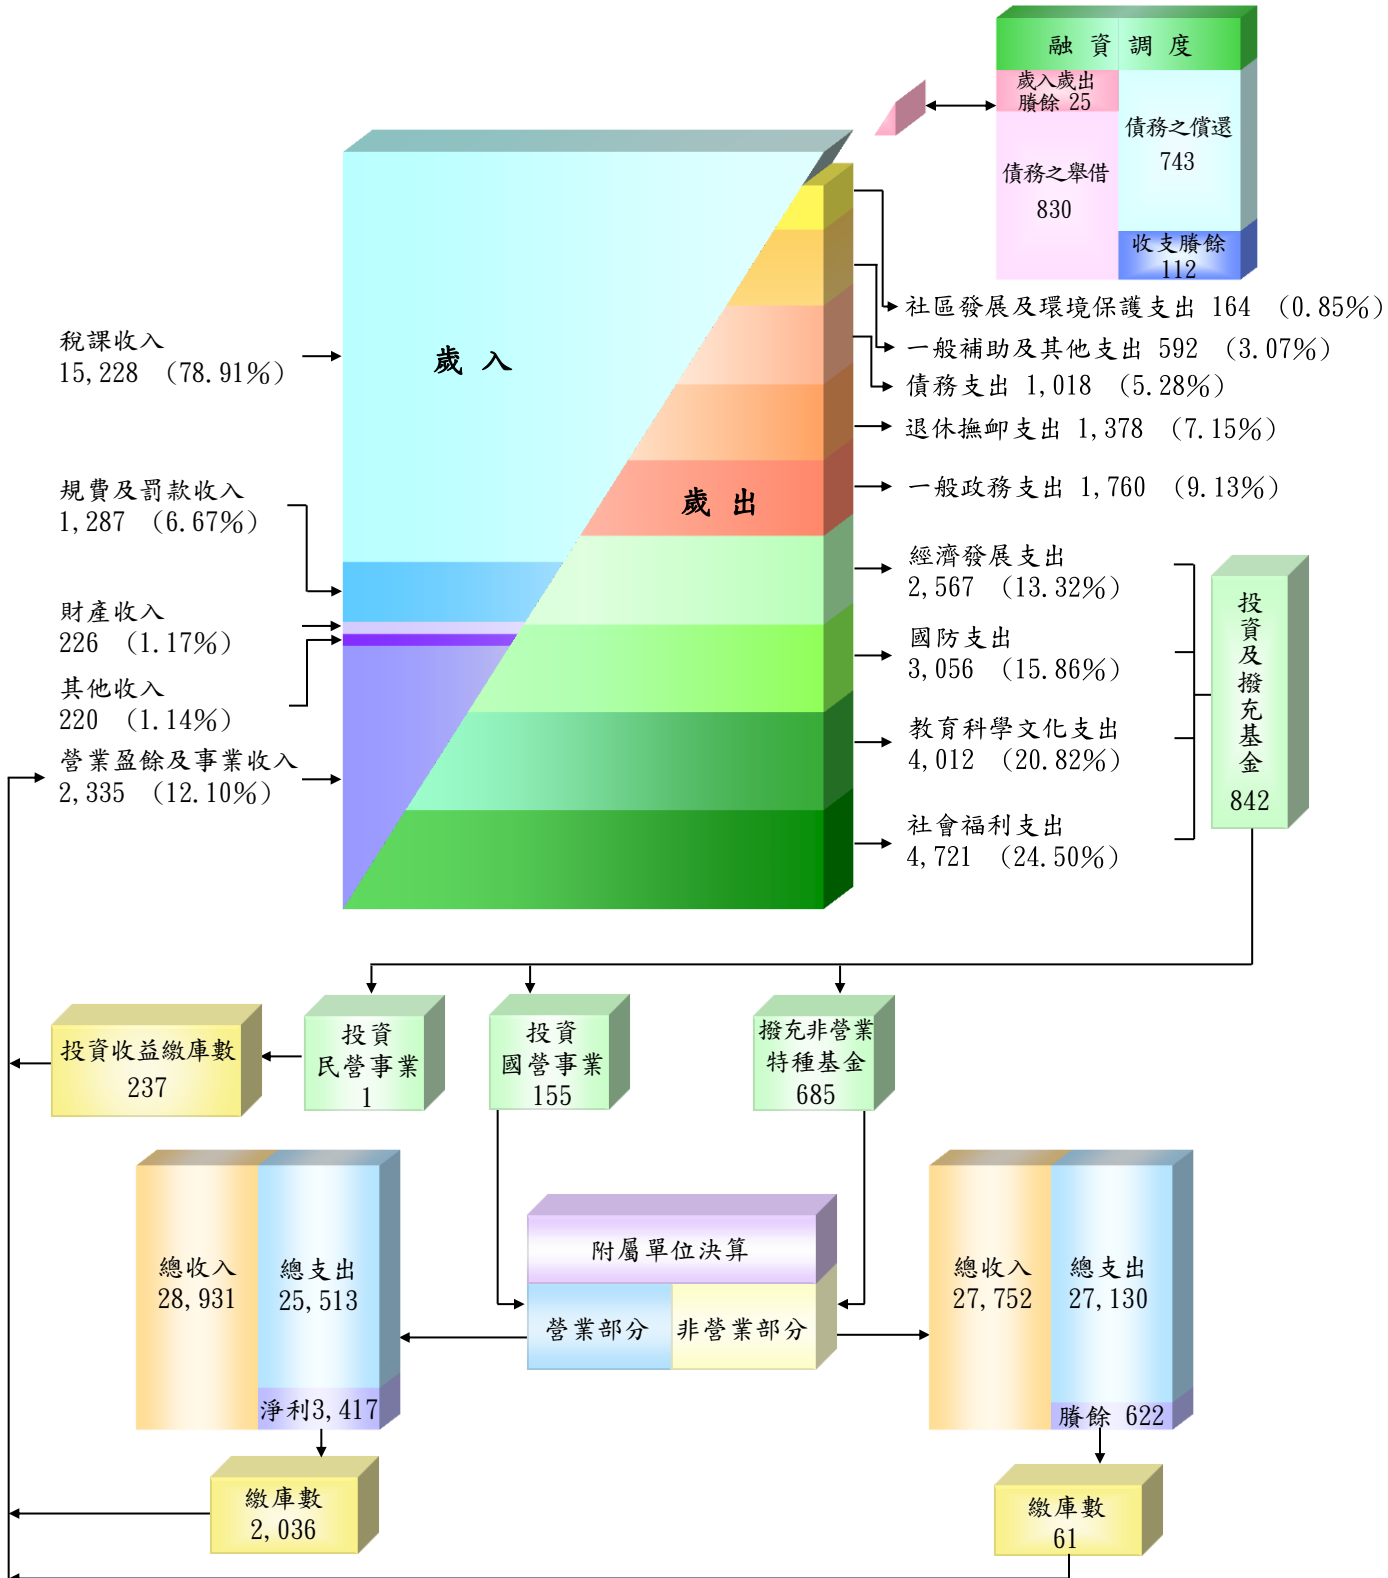 融資調度
歲入歲出
賸餘 25
債務之舉借
830
債務之償還
743
收支賸餘
112
歲入
歲出
稅課收入
15,228 (78.91%)
規費及罰款收入
1,287 (6.67%)
財產收入
226 (1.17%)
其他收入
220 (1.14%)
營業盈餘及事業收入
2,335 (12.10%)
社區發展及環境保護支出 164 (0.85%)
一般補助及其他支出 592 (3.07%)
債務支出 1,018 (5.28%)
退休撫卹支出 1,378 (7.15%)
一般政務支出 1,760 (9.13%)
經濟發展支出
2,567 (13.32%)
國防支出
3,056 (15.86%)
教育科學文化支出
4,012 (20.82%)
社會福利支出
4,721 (24.50%)
投資及撥充基金
842
投資收益繳庫數
237
投資
民營事業
1
投資
國營事業
155
撥充非營業
特種基金
685
總收入
28,931
總支出
25,513
淨利3,417
繳庫數
2,036
附屬單位決算
營業部分
非營業部分
總收入
27,752
總支出
27,130
賸餘 622
繳庫數
61